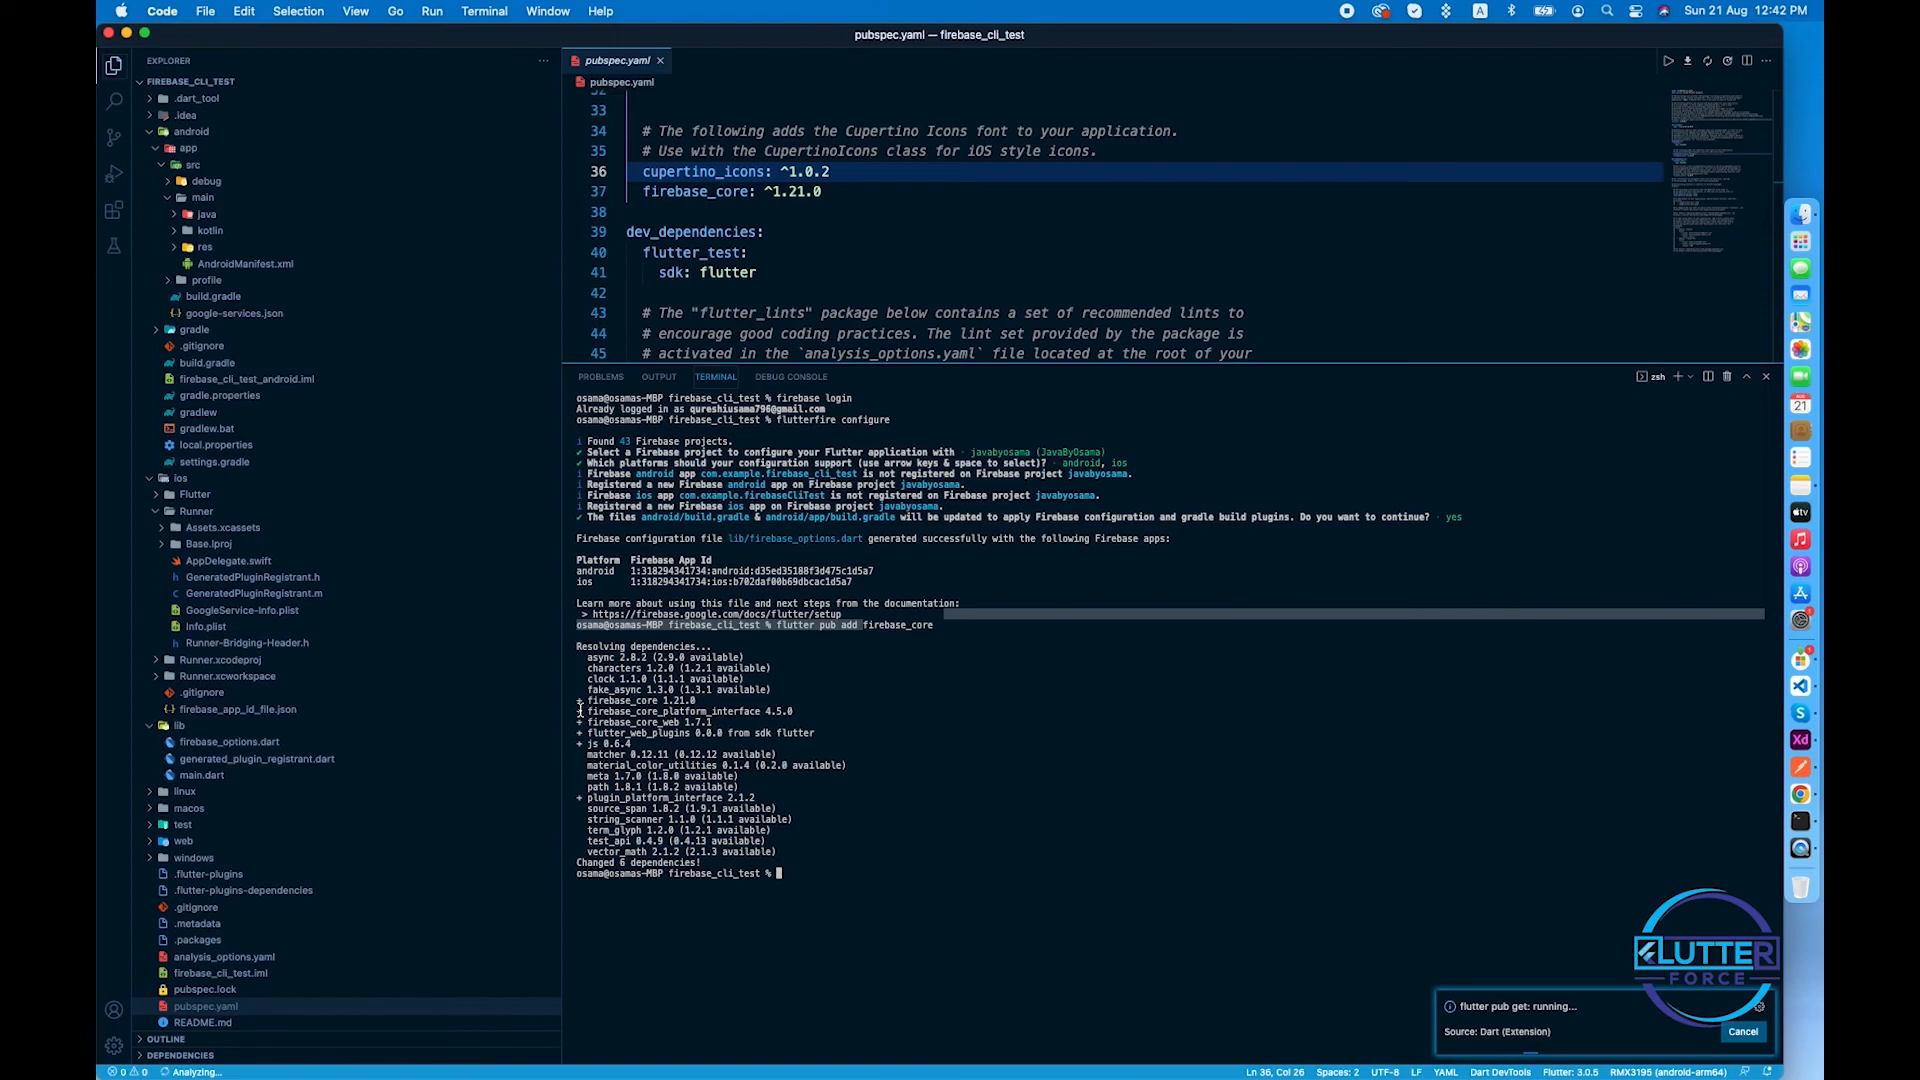 Code File Edit Selection View Go Run Terminal Window Help
Sun 21 Aug 12:42 PM
pubspec.yaml — firebase_cli_test
EXPLORER
FIREBASE_CLI_TEST
.dart_tool
.idea
android
app
src
debug
main
java
kotlin
res
AndroidManifest.xml
profile
build.gradle
google-services.json
gradle
.gitignore
build.gradle
firebase_cli_test_android.iml
gradle.properties
gradlew
gradlew.bat
local.properties
settings.gradle
ios
Flutter
Runner
Assets.xcassets
Base.lproj
AppDelegate.swift
GeneratedPluginRegistrant.h
GeneratedPluginRegistrant.m
GoogleService-Info.plist
Info.plist
Runner-Bridging-Header.h
Runner.xcodeproj
Runner.xcworkspace
.gitignore
firebase_app_id_file.json
lib
firebase_options.dart
generated_plugin_registrant.dart
main.dart
linux
macos
test
web
windows
.flutter-plugins
.flutter-plugins-dependencies
.gitignore
.metadata
.packages
analysis_options.yaml
firebase_cli_test.iml
pubspec.lock
pubspec.yaml
README.md
OUTLINE
DEPENDENCIES
pubspec.yaml
pubspec.yaml
32
33
34 # The following adds the Cupertino Icons font to your application.
35 # Use with the CupertinoIcons class for iOS style icons.
36 cupertino_icons: ^1.0.2
37 firebase_core: ^1.21.0
38
39 dev_dependencies:
40 flutter_test:
41 sdk: flutter
42
43 # The "flutter_lints" package below contains a set of recommended lints to
44 # encourage good coding practices. The lint set provided by the package is
45 # activated in the `analysis_options.yaml` file located at the root of your
PROBLEMS OUTPUT TERMINAL DEBUG CONSOLE
zsh
osama@osamas-MBP firebase_cli_test % firebase login
Already logged in as qureshiusama796@gmail.com
osama@osamas-MBP firebase_cli_test % flutterfire configure
i Found 43 Firebase projects.
✔ Select a Firebase project to configure your Flutter application with · javabyosama (JavaByOsama)
✔ Which platforms should your configuration support (use arrow keys & space to select)? · android, ios
i Firebase android app com.example.firebase_cli_test is not registered on Firebase project javabyosama.
i Registered a new Firebase android app on Firebase project javabyosama.
i Firebase ios app com.example.firebaseCliTest is not registered on Firebase project javabyosama.
i Registered a new Firebase ios app on Firebase project javabyosama.
✔ The files android/build.gradle & android/app/build.gradle will be updated to apply Firebase configuration and gradle build plugins. Do you want to continue? · yes
Firebase configuration file lib/firebase_options.dart generated successfully with the following Firebase apps:
Platform Firebase App Id
android 1:318294341734:android:d35ed35188f3d475c1d5a7
ios 1:318294341734:ios:b702daf00b69dbcac1d5a7
Learn more about using this file and next steps from the documentation:
> https://firebase.google.com/docs/flutter/setup
osama@osamas-MBP firebase_cli_test % flutter pub add firebase_core
Resolving dependencies...
async 2.8.2 (2.9.0 available)
characters 1.2.0 (1.2.1 available)
clock 1.1.0 (1.1.1 available)
fake_async 1.3.0 (1.3.1 available)
+ firebase_core 1.21.0
+ firebase_core_platform_interface 4.5.0
+ firebase_core_web 1.7.1
+ flutter_web_plugins 0.0.0 from sdk flutter
+ js 0.6.4
matcher 0.12.11 (0.12.12 available)
material_color_utilities 0.1.4 (0.2.0 available)
meta 1.7.0 (1.8.0 available)
path 1.8.1 (1.8.2 available)
+ plugin_platform_interface 2.1.2
source_span 1.8.2 (1.9.1 available)
string_scanner 1.1.0 (1.1.1 available)
term_glyph 1.2.0 (1.2.1 available)
test_api 0.4.9 (0.4.13 available)
vector_math 2.1.2 (2.1.3 available)
Changed 6 dependencies!
osama@osamas-MBP firebase_cli_test %
FLUTTER
FORCE
flutter pub get: running...
Source: Dart (Extension)
Cancel
0 0 Analyzing...
Ln 36, Col 26 Spaces: 2 UTF-8 LF YAML Dart DevTools Flutter: 3.0.5 RMX3195 (android-arm64)